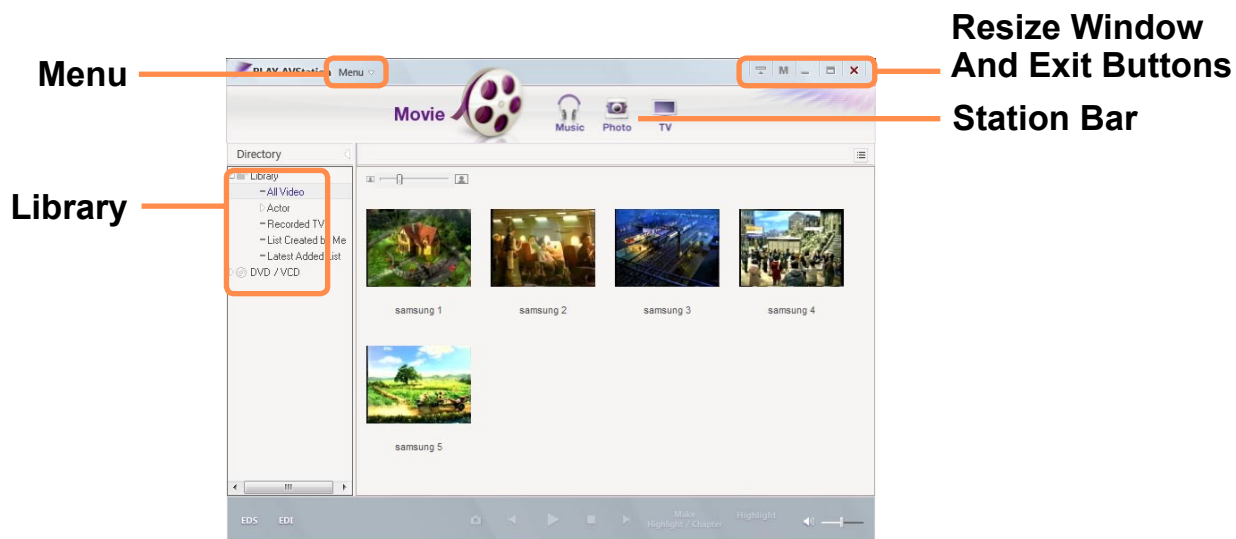 Resize Window
And Exit Buttons
Menu
PLAY AVStation Menu
M
Station Bar
Movie
Music Photo TV
Directory
Library
Library
All Video
Actor
Recorded TV
List Created by Me
Latest Added List
DVD / VCD
samsung 1 samsung 2 samsung 3 samsung 4
samsung 5
EDS EDI
Make
Highlight / Chapter
Highlight